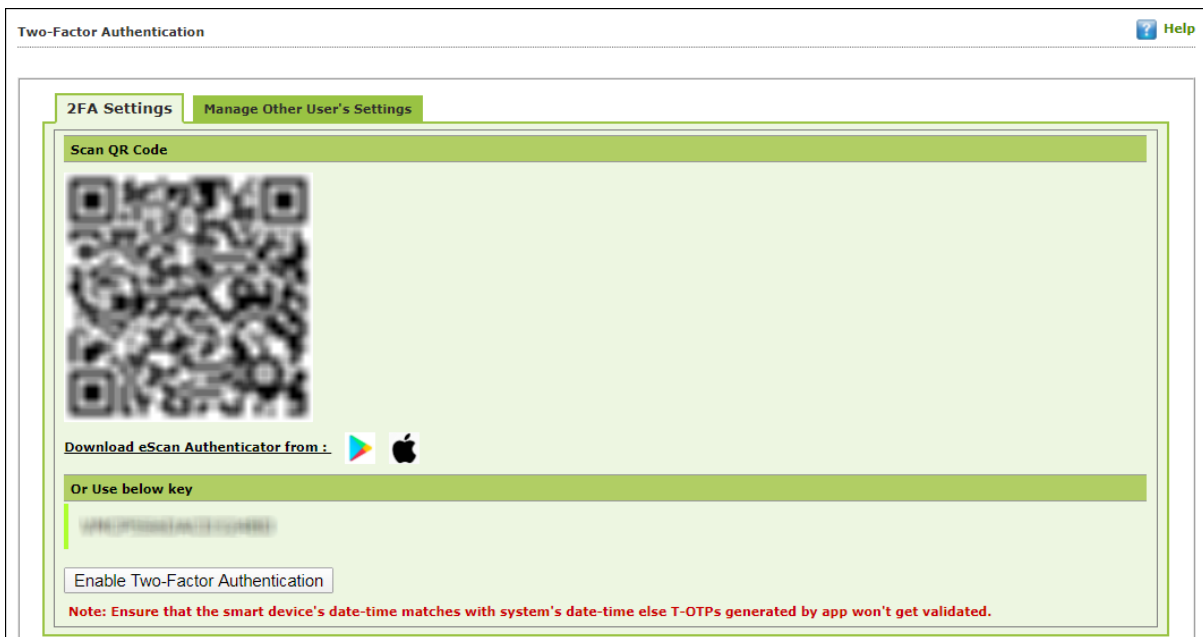 Two-Factor Authentication
Help
2FA Settings
Manage Other User's Settings
Scan QR Code
Download eScan Authenticator from :
Or Use below key
Enable Two-Factor Authentication
Note: Ensure that the smart device's date-time matches with system's date-time else T-OTPs generated by app won't get validated.